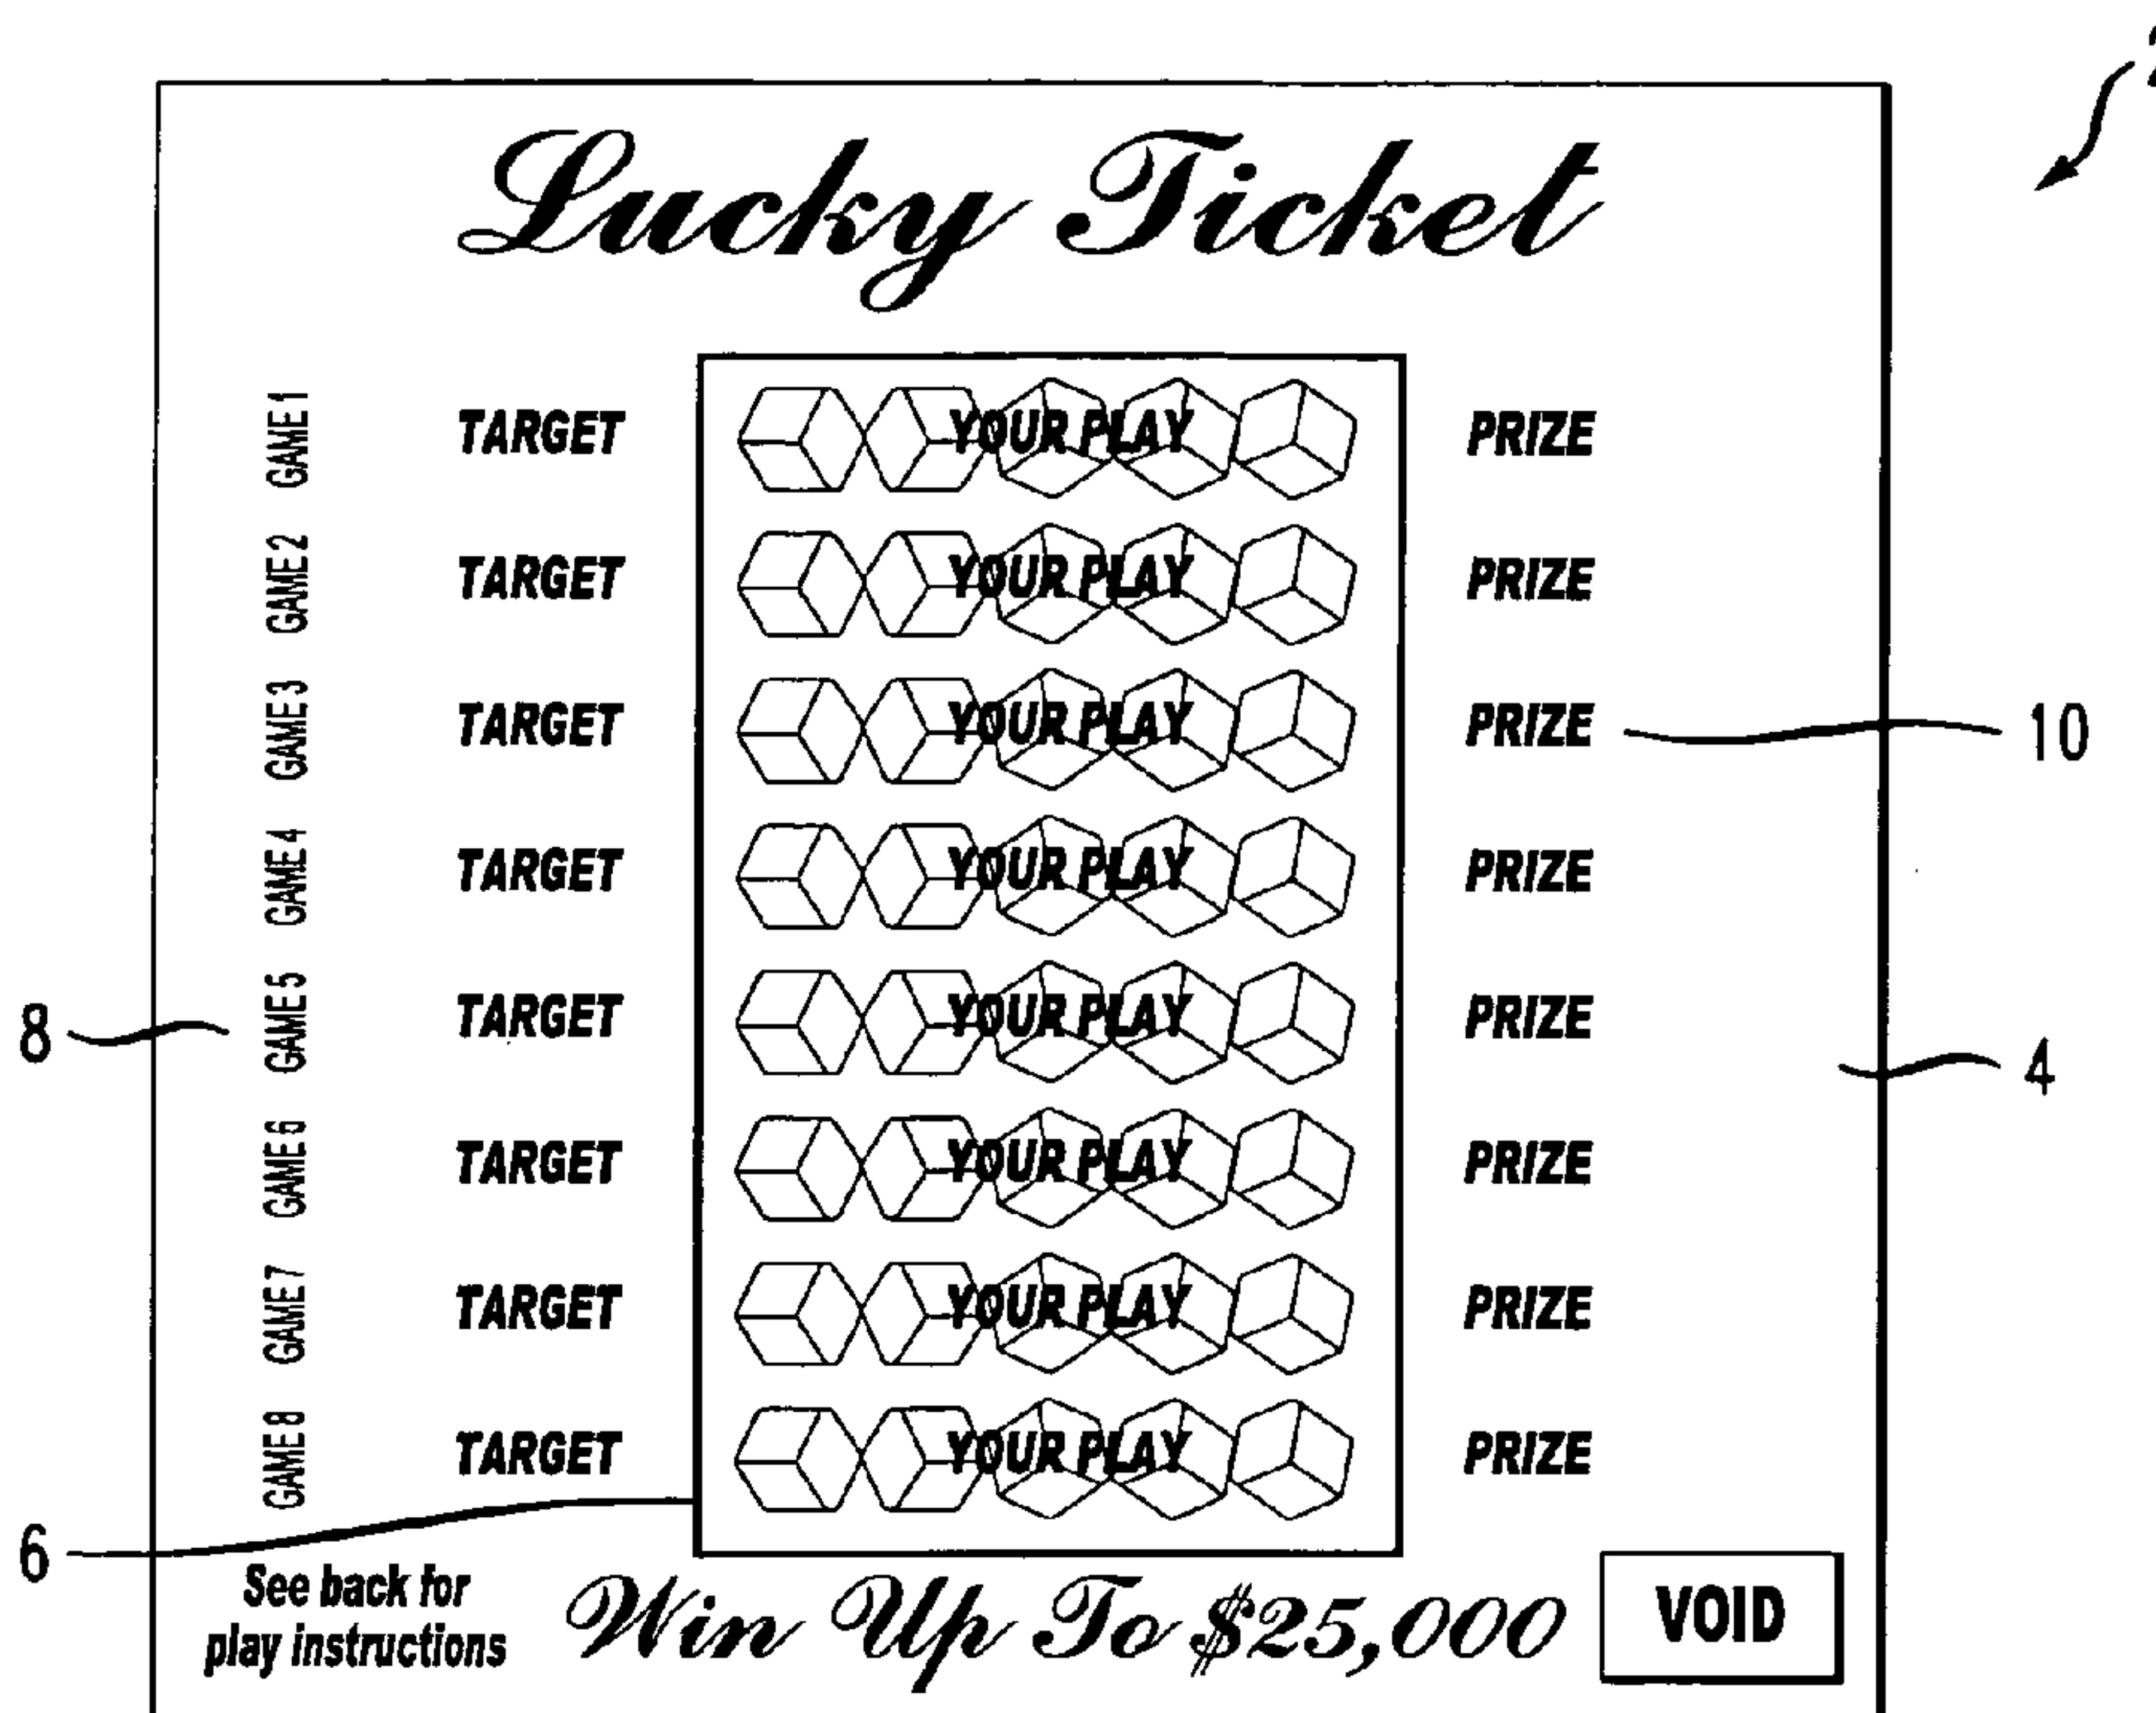 2
Lucky Ticket
GAME 1 TARGET YOUR PLAY PRIZE
GAME 2 TARGET YOUR PLAY PRIZE
GAME 3 TARGET YOUR PLAY PRIZE 10
GAME 4 TARGET YOUR PLAY PRIZE
8 GAME 5 TARGET YOUR PLAY PRIZE 4
GAME 6 TARGET YOUR PLAY PRIZE
GAME 7 TARGET YOUR PLAY PRIZE
GAME 8 TARGET YOUR PLAY PRIZE
6
See back for
play instructions
Win Up To $25,000
VOID